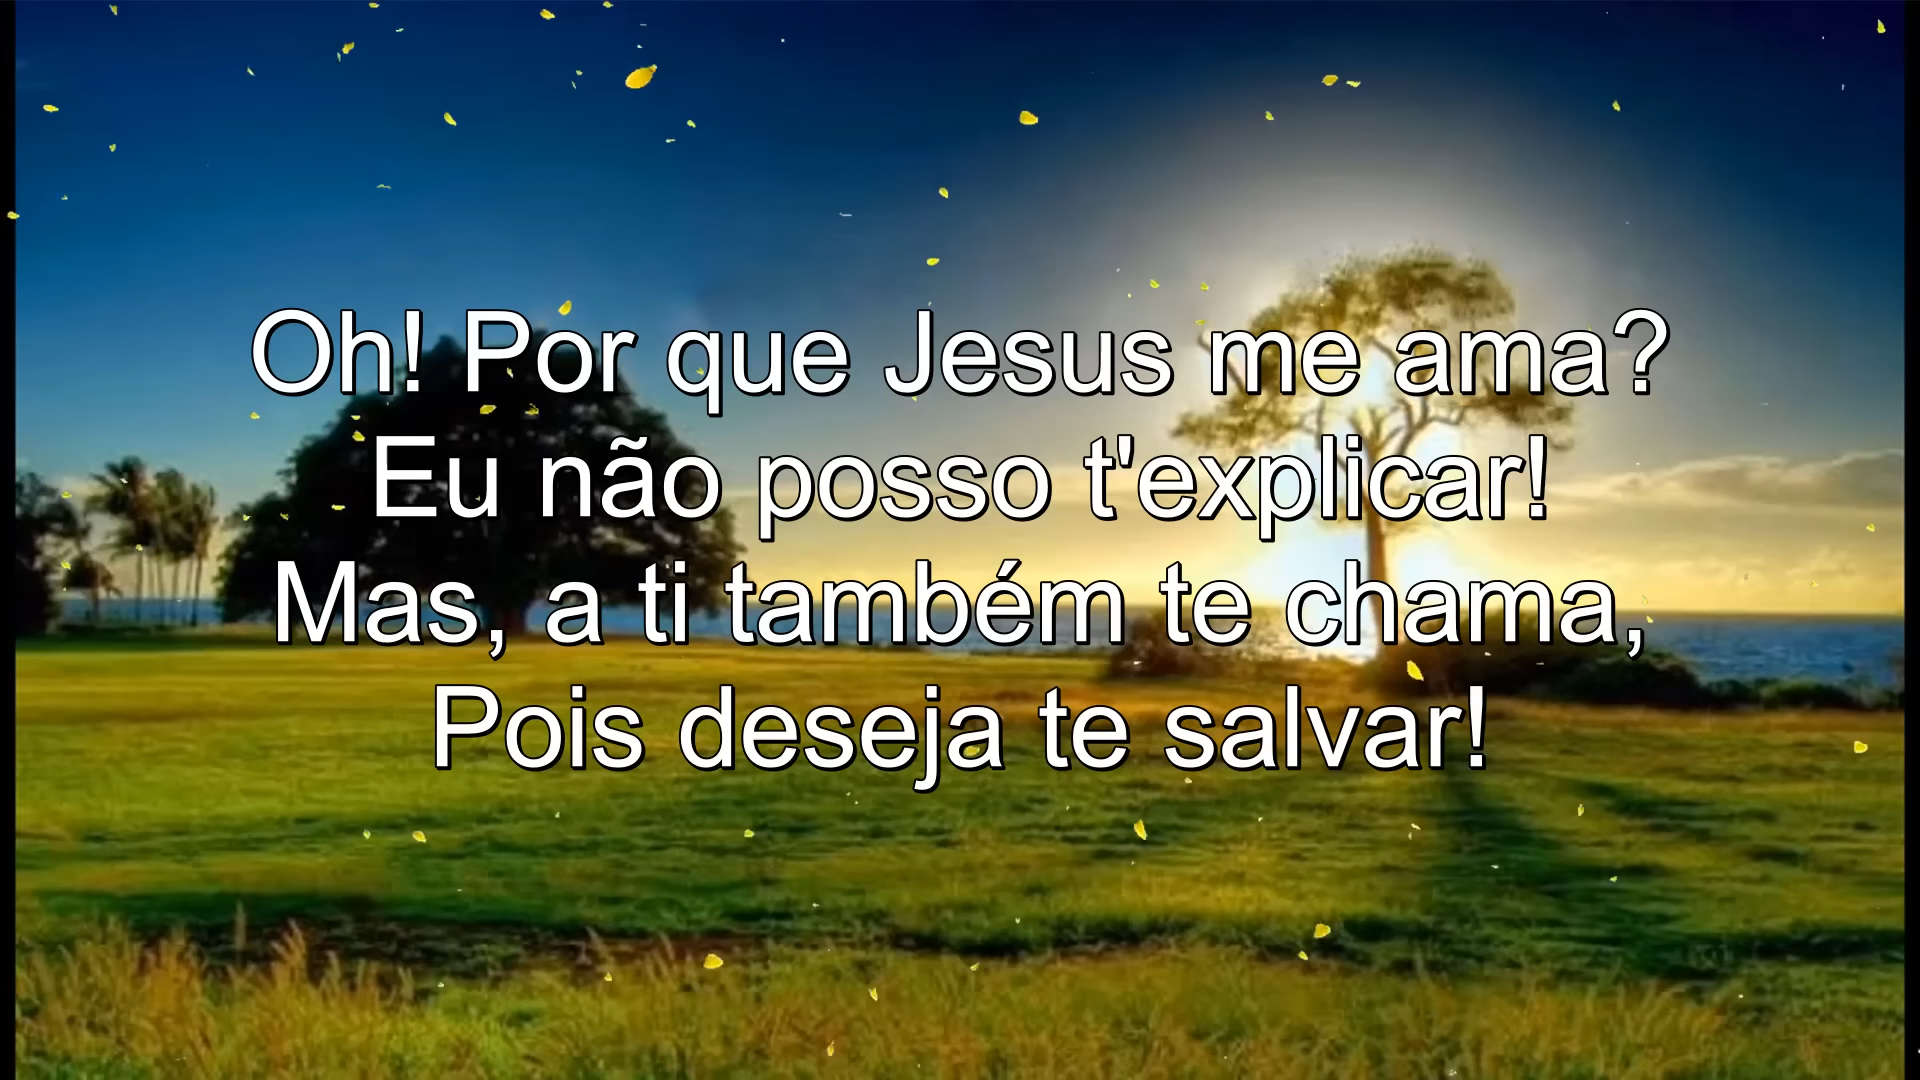 Oh! Por que Jesus me ama?
Eu não posso t'explicar!
Mas, a ti também te chama,
Pois deseja te salvar!